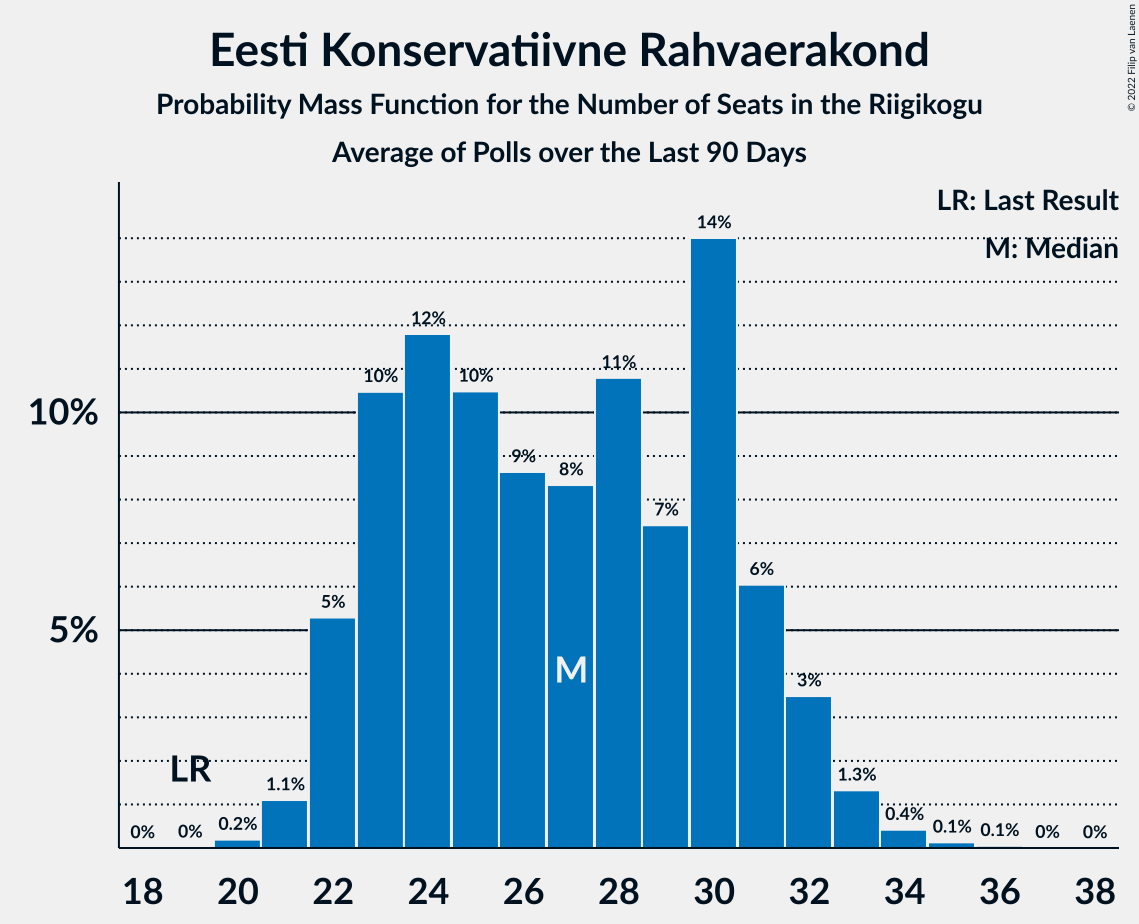 Eesti Konservatiivne Rahvaerakond
Probability Mass Function for the Number of Seats in the Riigikogu
Average of Polls over the Last 90 Days
© 2022 Filip van Laenen
LR: Last Result
M: Median
14%
12%
11%
10%
10%
10%
9%
8%
7%
6%
5%
5%
M
3%
LR
1.3%
1.1%
0.4%
0.2%
0.1%
0.1%
0%
0%
0%
0%
18 20 22 24 26 28 30 32 34 36 38